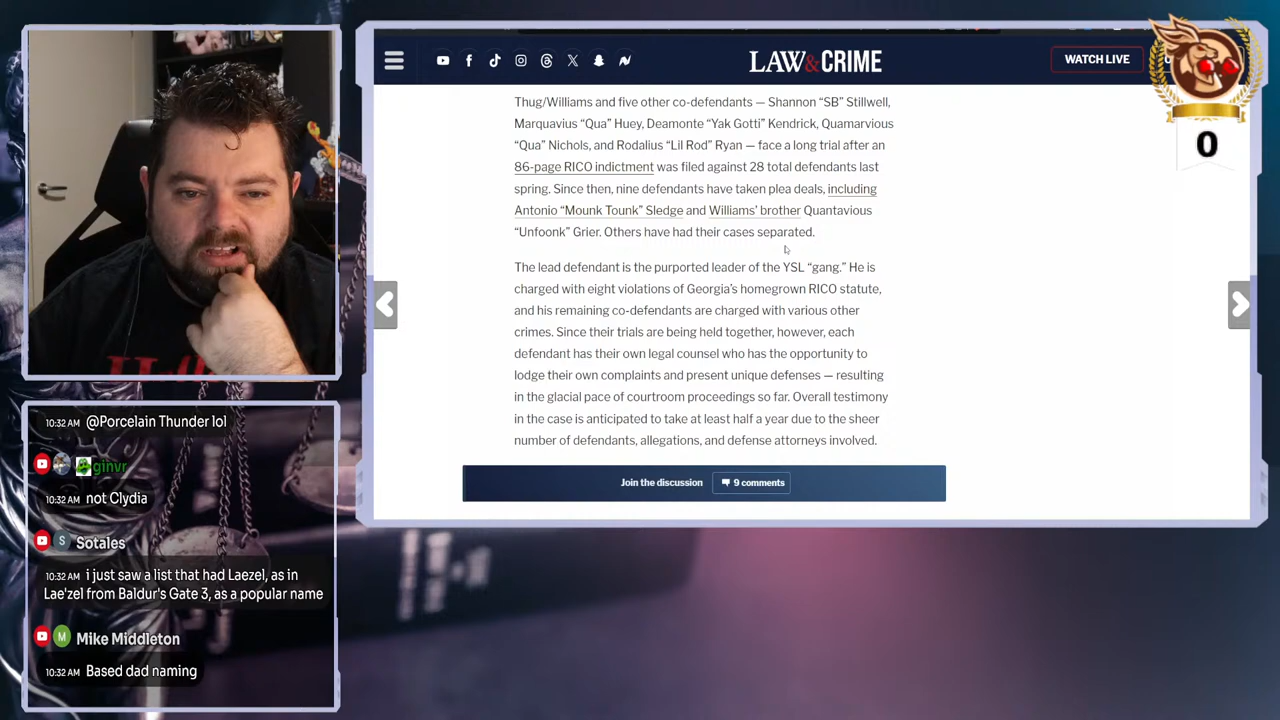 LAW&CRIME
WATCH LIVE
0
Thug/Williams and five other co-defendants — Shannon “SB” Stillwell,
Marquavius “Qua” Huey, Deamonte “Yak Gotti” Kendrick, Quamarvious
“Qua” Nichols, and Rodalius “Lil Rod” Ryan — face a long trial after an
86-page RICO indictment was filed against 28 total defendants last
spring. Since then, nine defendants have taken plea deals, including
Antonio “Mounk Tounk” Sledge and Williams’ brother Quantavious
“Unfoonk” Grier. Others have had their cases separated.
The lead defendant is the purported leader of the YSL “gang.” He is
charged with eight violations of Georgia’s homegrown RICO statute,
and his remaining co-defendants are charged with various other
crimes. Since their trials are being held together, however, each
defendant has their own legal counsel who has the opportunity to
lodge their own complaints and present unique defenses — resulting
in the glacial pace of courtroom proceedings so far. Overall testimony
in the case is anticipated to take at least half a year due to the sheer
number of defendants, allegations, and defense attorneys involved.
Join the discussion 9 comments
10:32 AM @Porcelain Thunder lol
ginvr
10:32 AM not Clydia
S Sotales
10:32 AM i just saw a list that had Laezel, as in
Lae'zel from Baldur's Gate 3, as a popular name
M Mike Middleton
10:32 AM Based dad naming